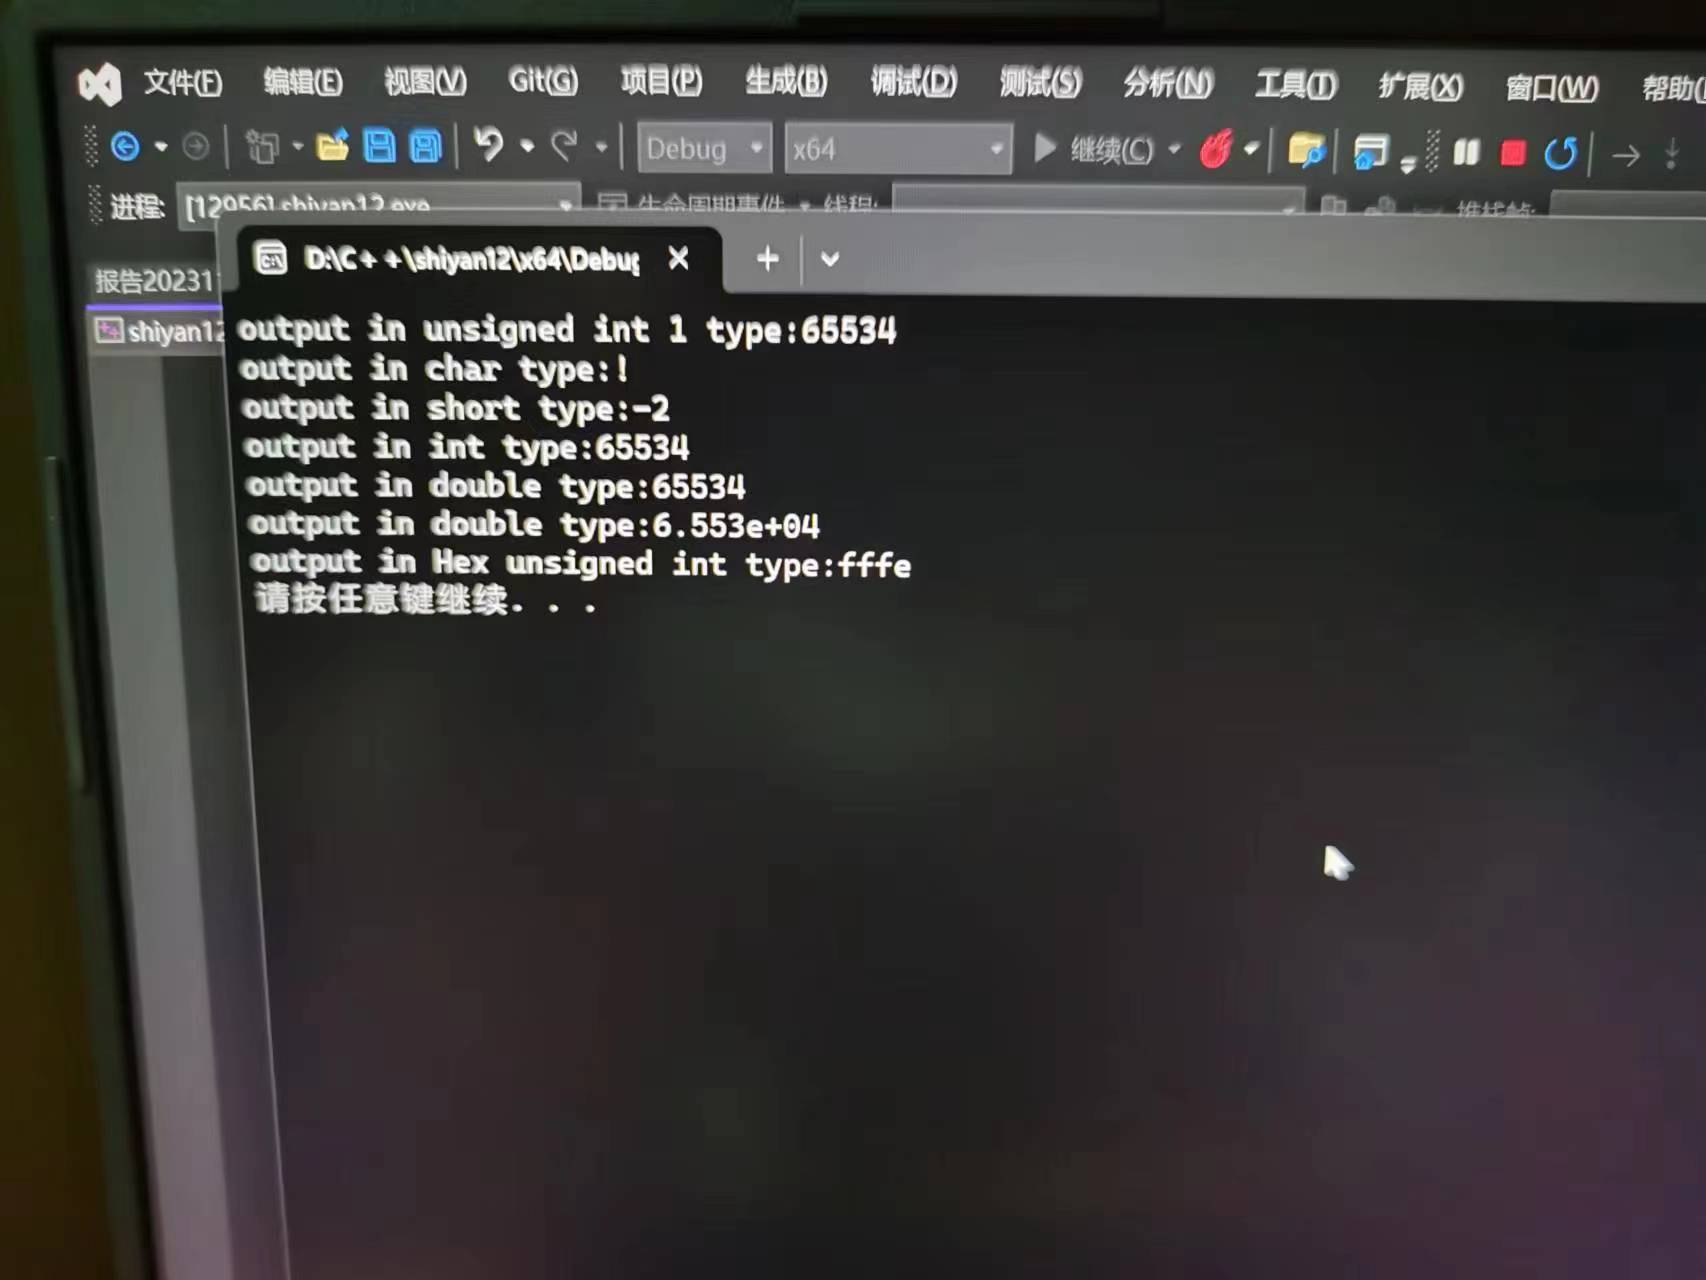 文件(F) 编辑(E) 视图(V) Git(G) 项目(P) 生成(B) 调试(D) 测试(S) 分析(N) 工具(T) 扩展(X) 窗口(W) 帮助(
Debug x64 继续(C)
进程: [12956] shiyan12.exe 生命周期事件 线程: 堆栈帧:
D:\C++\shiyan12\x64\Debug
报告20231
shiyan12
output in unsigned int 1 type:65534
output in char type:!
output in short type:-2
output in int type:65534
output in double type:65534
output in double type:6.553e+04
output in Hex unsigned int type:fffe
请按任意键继续. . .